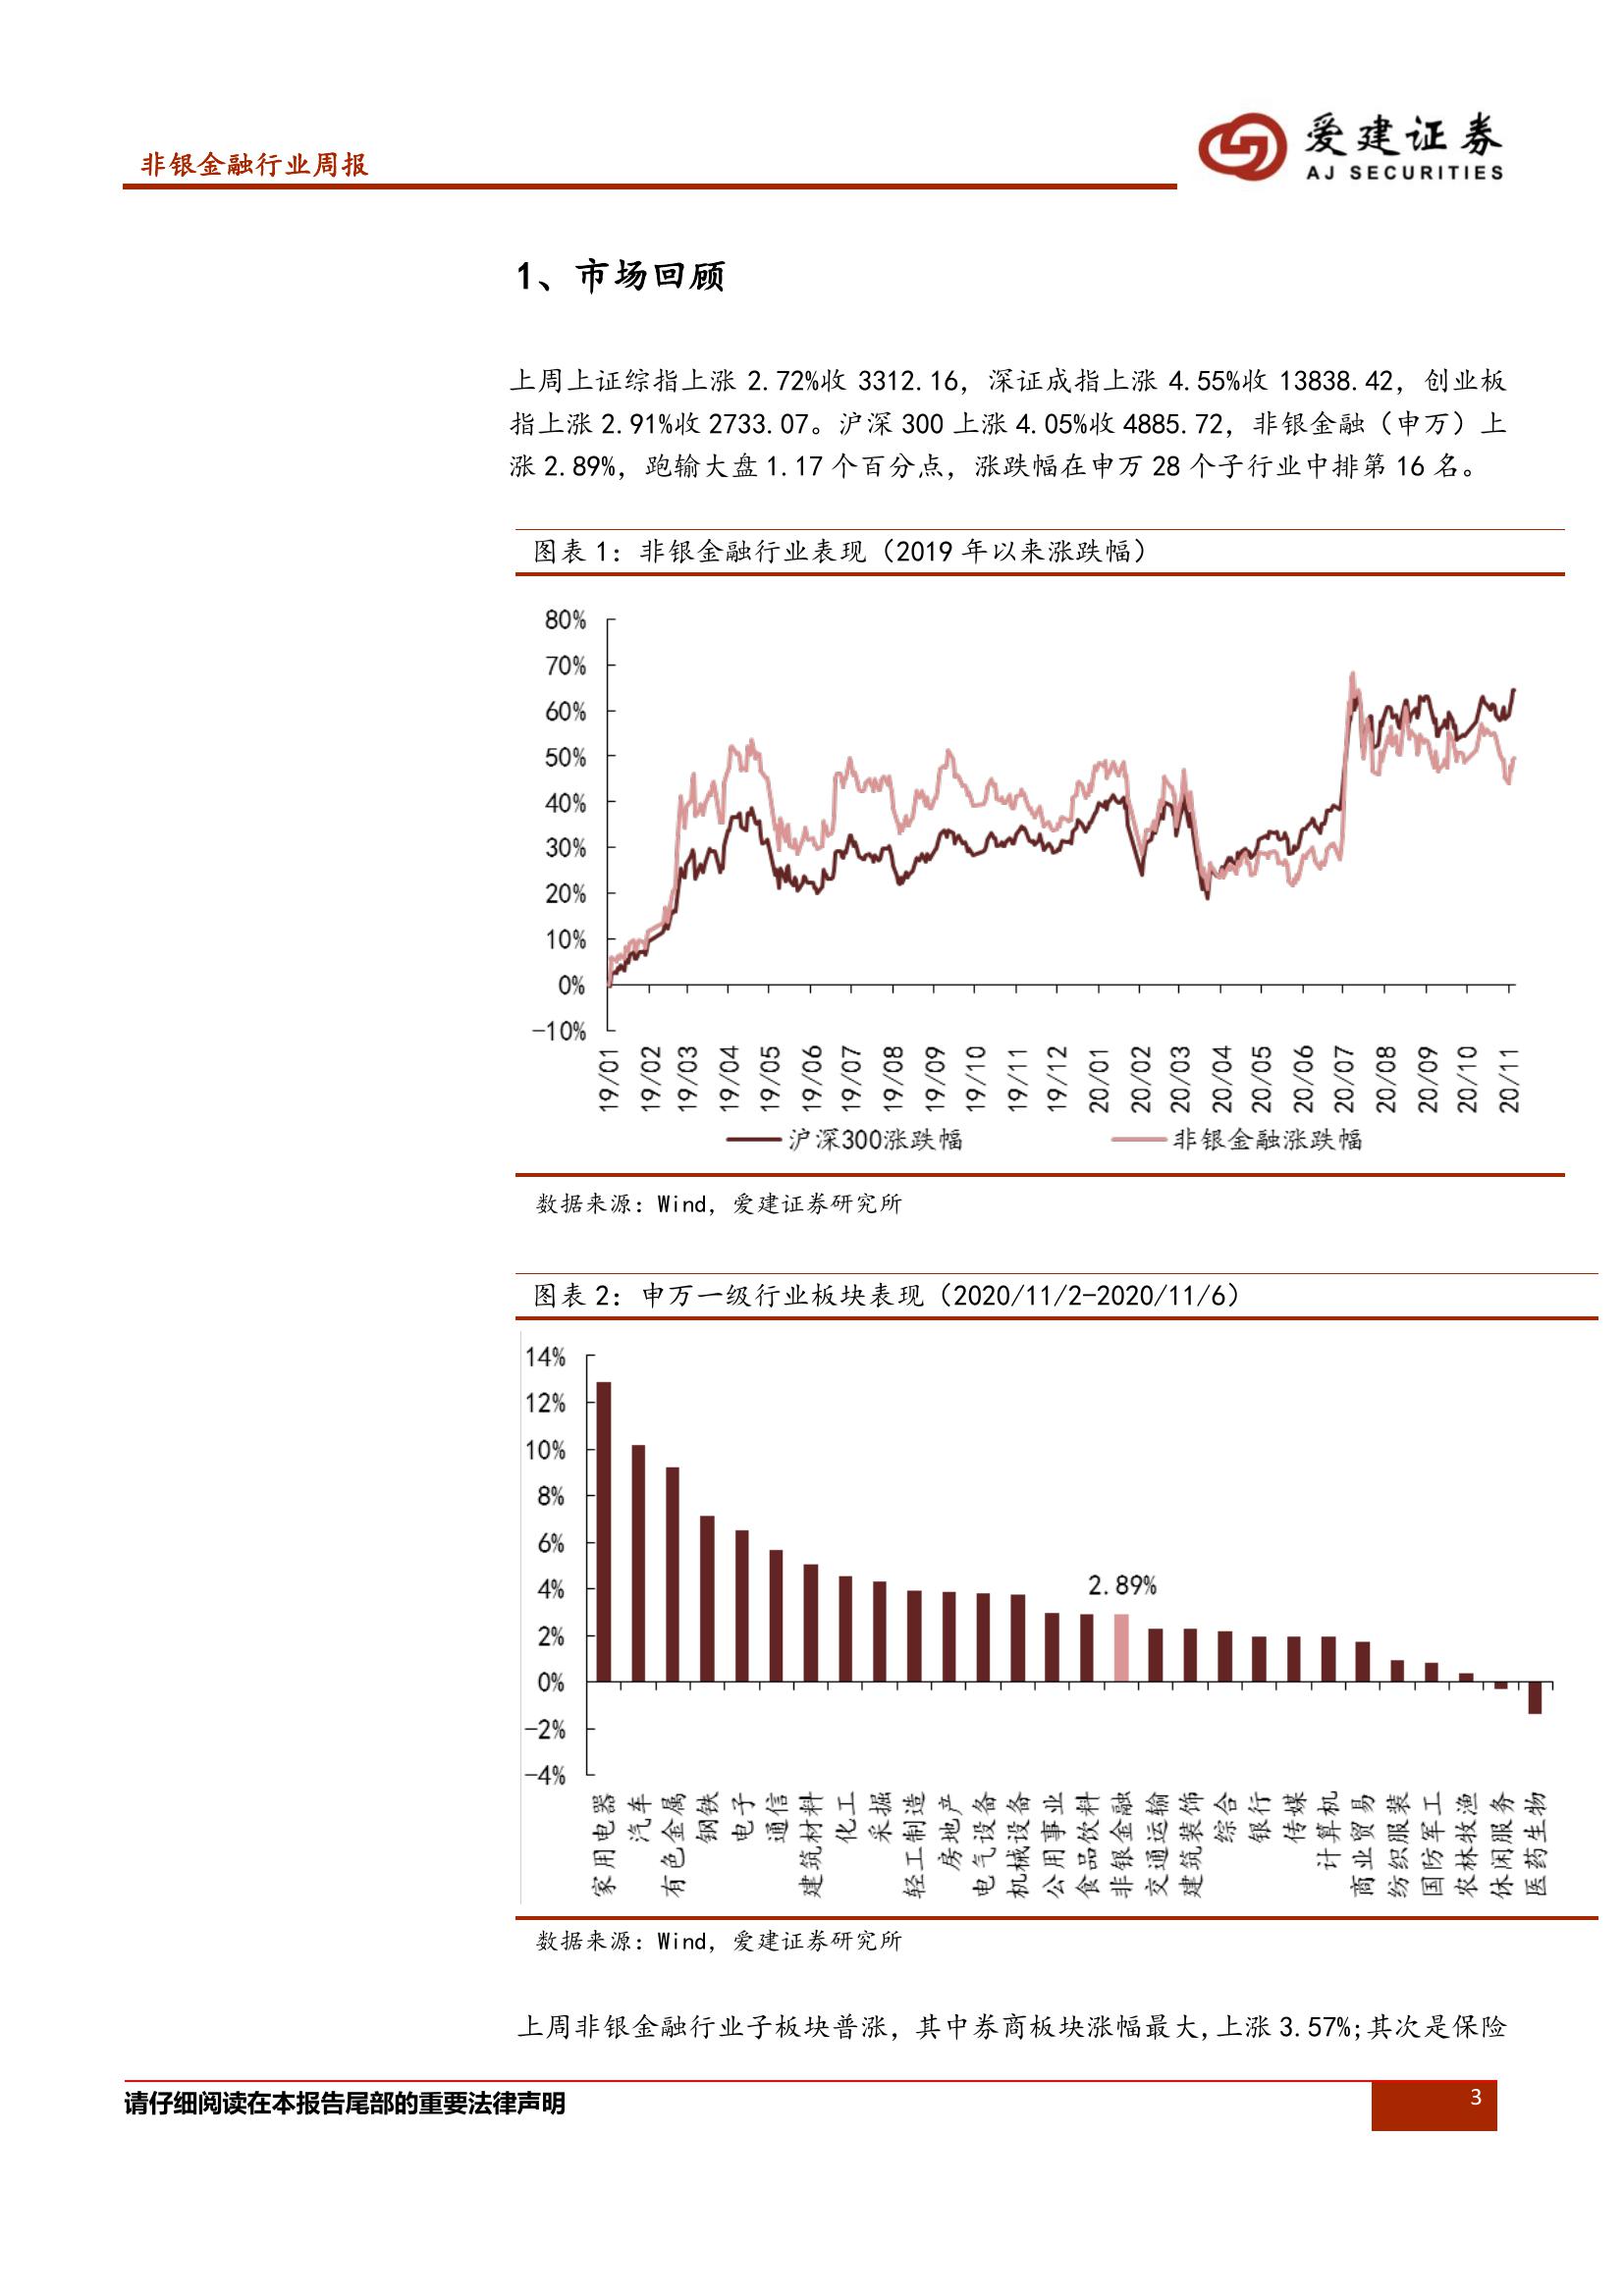 非银金融行业周报
爱建证券
AJ SECURITIES
1、市场回顾
上周上证综指上涨 2.72%收 3312.16，深证成指上涨 4.55%收 13838.42，创业板
指上涨 2.91%收 2733.07。沪深 300 上涨 4.05%收 4885.72，非银金融（申万）上
涨 2.89%，跑输大盘 1.17 个百分点，涨跌幅在申万 28 个子行业中排第 16 名。
图表 1：非银金融行业表现（2019 年以来涨跌幅）
80%
70%
60%
50%
40%
30%
20%
10%
0%
-10%
19/01
19/02
19/03
19/04
19/05
19/06
19/07
19/08
19/09
19/10
19/11
19/12
20/01
20/02
20/03
20/04
20/05
20/06
20/07
20/08
20/09
20/10
20/11
沪深300涨跌幅
非银金融涨跌幅
数据来源：Wind，爱建证券研究所
图表 2：申万一级行业板块表现（2020/11/2-2020/11/6）
14%
12%
10%
8%
6%
4%
2%
0%
-2%
-4%
2.89%
家用电器
汽车
有色金属
钢铁
电子
通信
建筑材料
化工
采掘
轻工制造
房地产
电气设备
机械设备
公用事业
食品饮料
非银金融
交通运输
建筑装饰
综合
银行
传媒
计算机
商业贸易
纺织服装
国防军工
农林牧渔
休闲服务
医药生物
数据来源：Wind，爱建证券研究所
上周非银金融行业子板块普涨，其中券商板块涨幅最大,上涨 3.57%;其次是保险
请仔细阅读在本报告尾部的重要法律声明
3